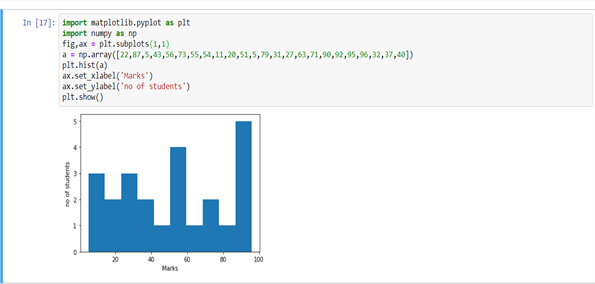 In [17]: import matplotlib.pyplot as plt
import numpy as np
fig,ax = plt.subplots(1,1)
a = np.array([22,87,5,43,56,73,55,54,11,20,51,5,79,31,27,63,71,90,92,95,96,32,37,40])
plt.hist(a)
ax.set_xlabel('Marks')
ax.set_ylabel('no of students')
plt.show()
5
4
3
2
1
0
no of students
20 40 60 80 100
Marks